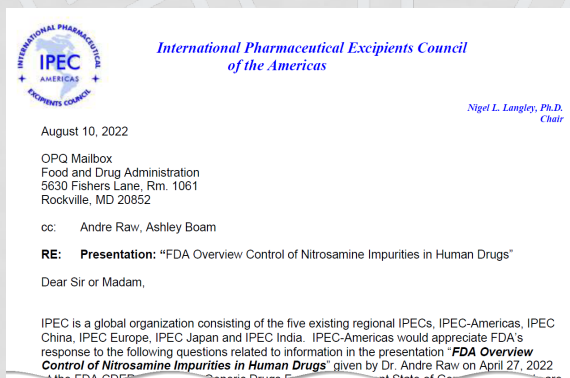 INTERNATIONAL PHARMACEUTICAL
IPEC
AMERICAS
EXCIPIENTS COUNCIL
International Pharmaceutical Excipients Council
of the Americas
Nigel L. Langley, Ph.D.
Chair
August 10, 2022
OPQ Mailbox
Food and Drug Administration
5630 Fishers Lane, Rm. 1061
Rockville, MD 20852
cc: Andre Raw, Ashley Boam
RE: Presentation: “FDA Overview Control of Nitrosamine Impurities in Human Drugs”
Dear Sir or Madam,
IPEC is a global organization consisting of the five existing regional IPECs, IPEC-Americas, IPEC
China, IPEC Europe, IPEC Japan and IPEC India. IPEC-Americas would appreciate FDA's
response to the following questions related to information in the presentation “FDA Overview
Control of Nitrosamine Impurities in Human Drugs” given by Dr. Andre Raw on April 27, 2022